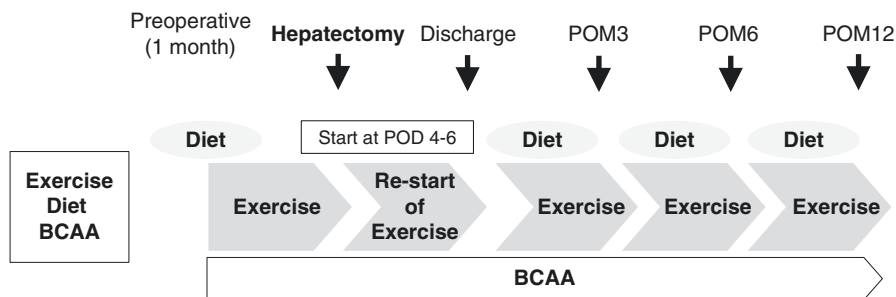 Preoperative
(1 month)
Hepatectomy
Discharge
POM3
POM6
POM12
Diet
Start at POD 4-6
Diet
Diet
Diet
Exercise
Diet
BCAA
Exercise
Re-start
of
Exercise
Exercise
Exercise
Exercise
BCAA